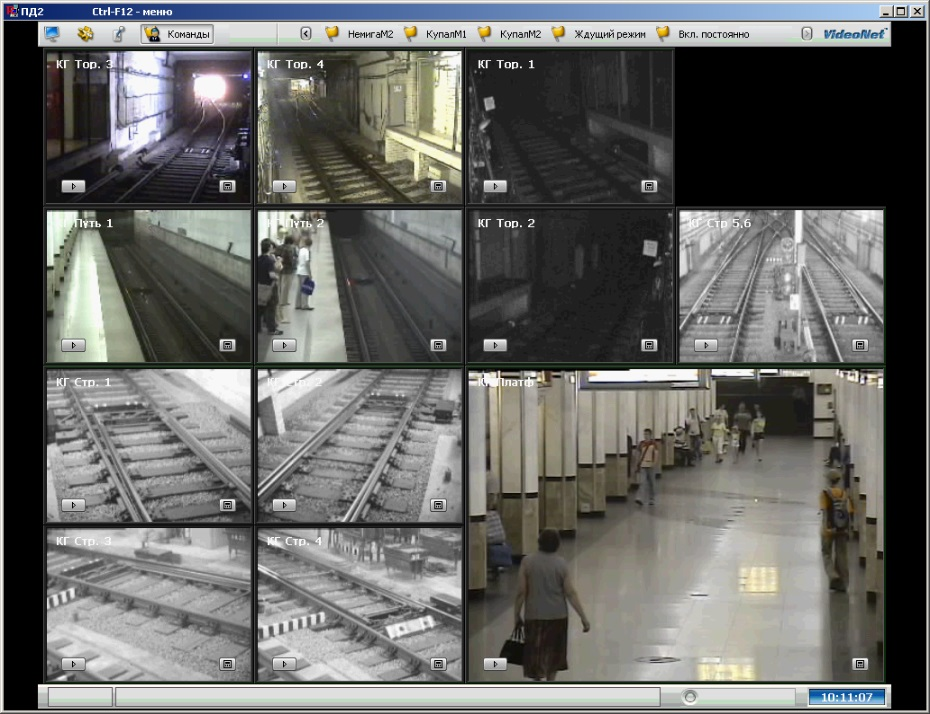 ПД2 Ctrl-F12 - меню
Команды НемигаМ2 КупалМ1 КупалМ2 Ждущий режим Вкл. постоянно VideoNet
КГ Тор. 3 КГ Тор. 4 КГ Тор. 1
КГ Путь 1 КГ Путь 2 КГ Тор. 2 КГ Стр 5,6
КГ Стр. 1 КГ Стр. 2 КГ Платф
КГ Стр. 3 КГ Стр. 4
10:11:07